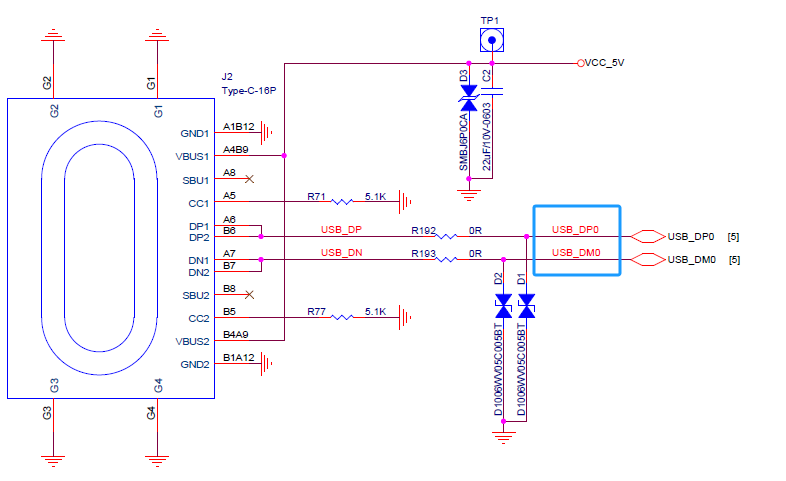 TP1
VCC_5V
D3
C2
SMBJ6P0CA
22uF/10V-0603
J2
Type-C-16P
G2
G1
G2
G1
GND1
A1B12
VBUS1
A4B9
SBU1
A8
CC1
A5
R71
5.1K
DP1
A6
DP2
B6
USB_DP
R192
0R
USB_DP0
USB_DP0
[5]
DN1
A7
USB_DN
R193
0R
USB_DM0
USB_DM0
[5]
DN2
B7
D2
D1
SBU2
B8
CC2
B5
R77
5.1K
D1006WV05C005BT
D1006WV05C005BT
VBUS2
B4A9
GND2
B1A12
G3
G4
G3
G4